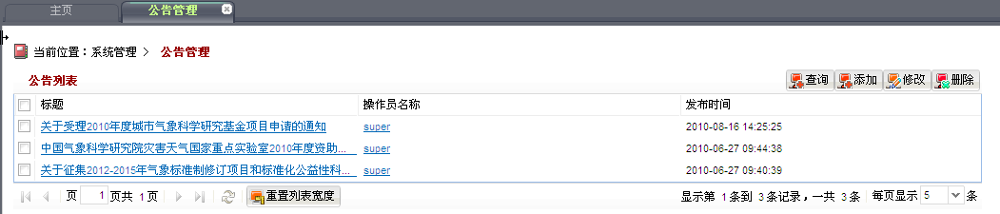 主页 公告管理
当前位置：系统管理 > 公告管理
公告列表 查询 添加 修改 删除
标题 操作员名称 发布时间
关于受理2010年度城市气象科学研究基金项目申请的通知 super 2010-08-16 14:25:25
中国气象科学研究院灾害天气国家重点实验室2010年度资助... super 2010-06-27 09:44:38
关于征集2012-2015年气象标准制修订项目和标准化公益性科... super 2010-06-27 09:40:39
页 1 页共 1 页 重置列表宽度 显示第 1 条到 3 条记录，一共 3 条 每页显示 5 条